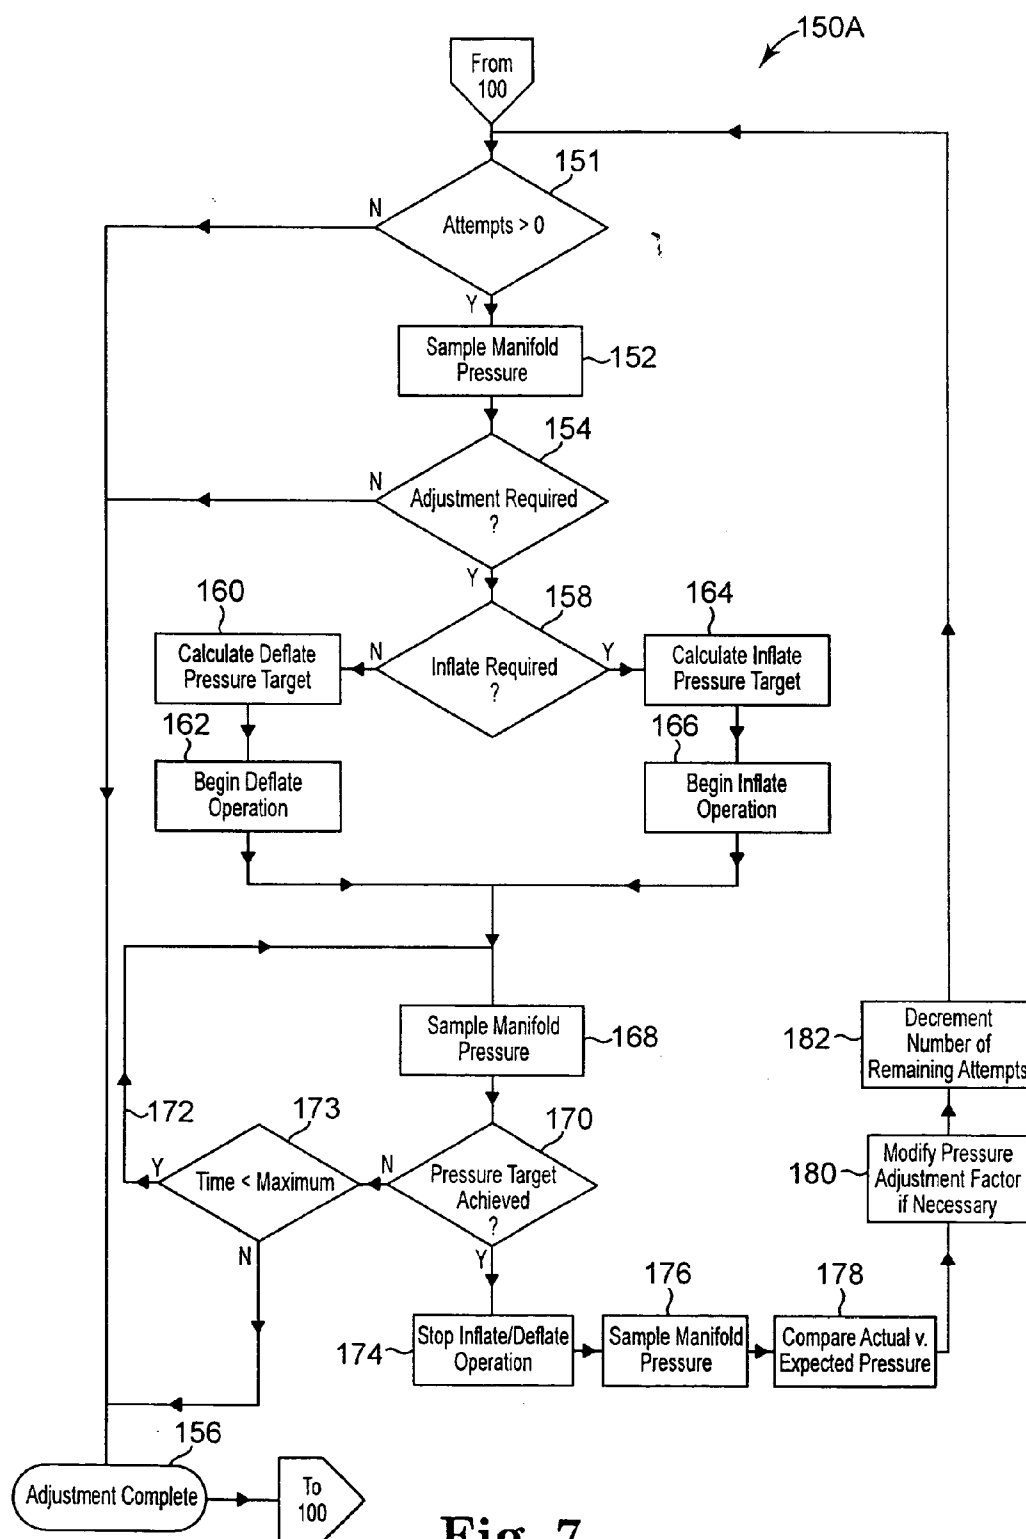 150A
From
100
151
N
Attempts > 0
Y
Sample Manifold
Pressure
152
154
N
Adjustment Required
?
Y
160
158
164
Calculate Deflate
Pressure Target
N
Inflate Required
?
Y
Calculate Inflate
Pressure Target
162
166
Begin Deflate
Operation
Begin Inflate
Operation
Sample Manifold
Pressure
168
182
Decrement
Number of
Remaining Attempts
172
173
170
Y
Time < Maximum
N
N
Pressure Target
Achieved
?
Y
180
Modify Pressure
Adjustment Factor
if Necessary
174
Stop Inflate/Deflate
Operation
176
Sample Manifold
Pressure
178
Compare Actual v.
Expected Pressure
156
Adjustment Complete
To
100
Fig. 7